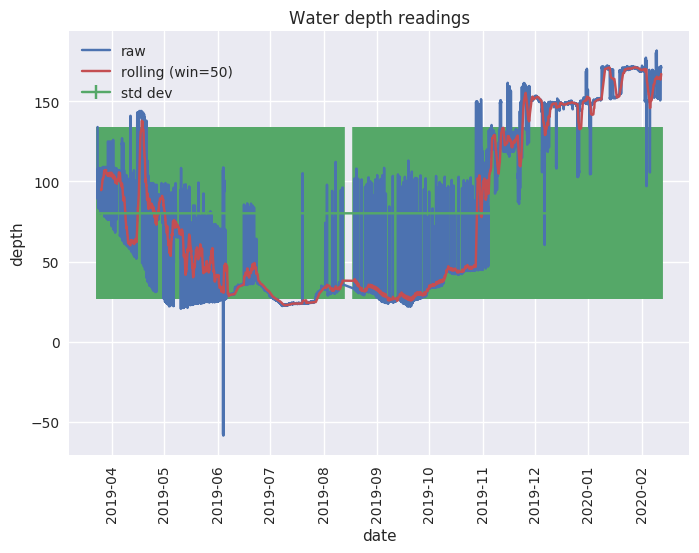 Water depth readings
raw
rolling (win=50)
std dev
depth
150
100
50
0
−50
2019-04
2019-05
2019-06
2019-07
2019-08
2019-09
2019-10
2019-11
2019-12
2020-01
2020-02
date